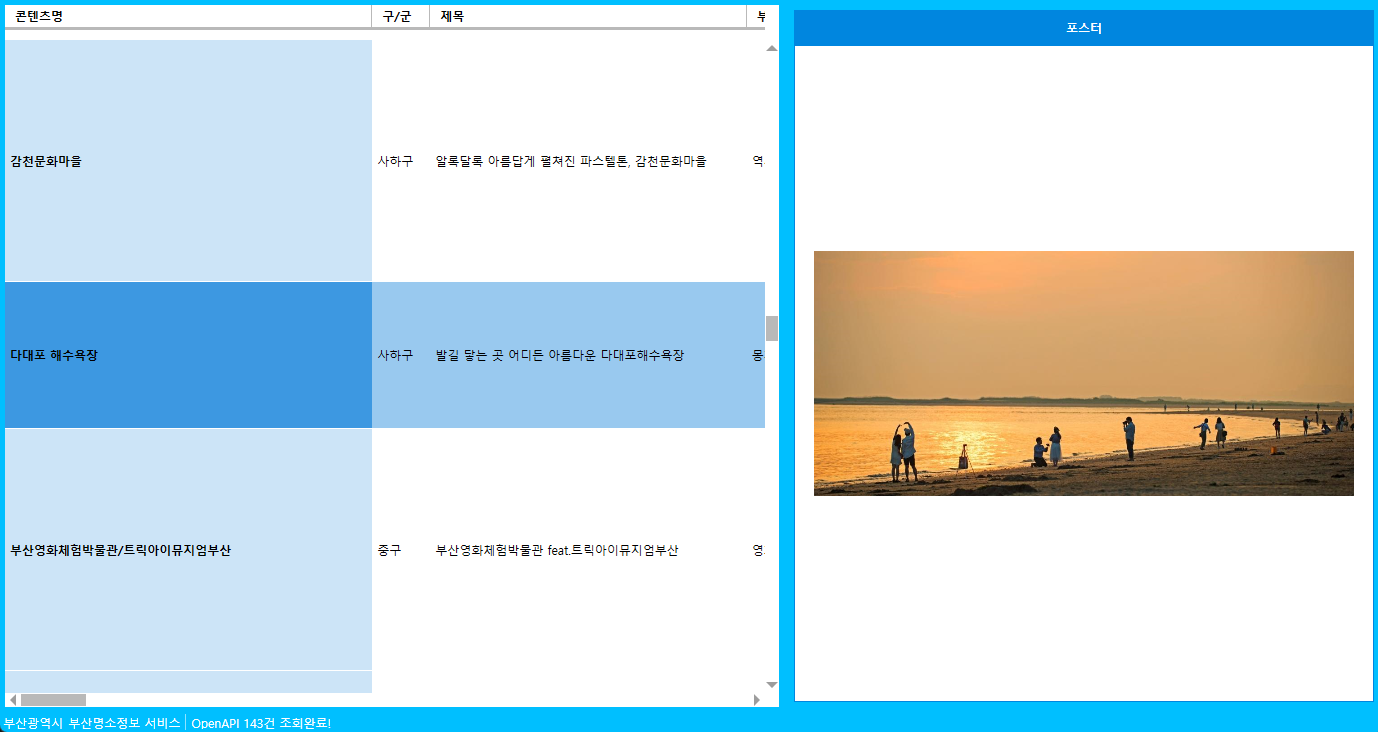 콘텐츠명 구/군 제목
포스터
감천문화마을 사하구 알록달록 아름답게 펼쳐진 파스텔톤, 감천문화마을 역
다대포 해수욕장 사하구 발길 닿는 곳 어디든 아름다운 다대포해수욕장 몽
부산영화체험박물관/트릭아이뮤지엄부산 중구 부산영화체험박물관 feat.트릭아이뮤지엄부산 영
부산광역시 부산명소정보 서비스 OpenAPI 143건 조회완료!